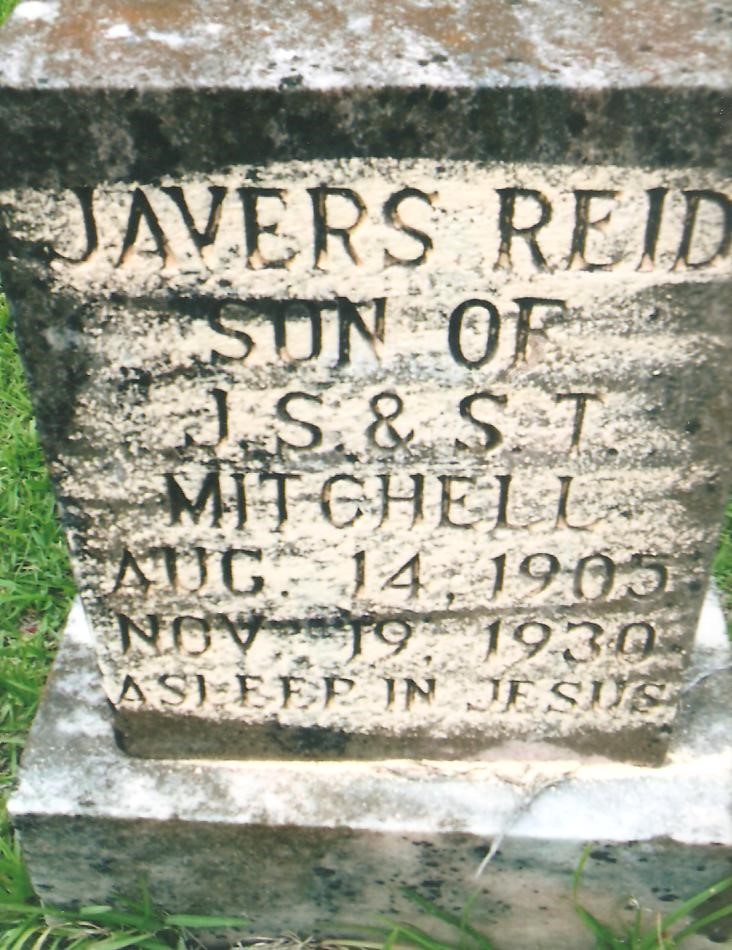 JAVERS REID
SON OF
J. S. & S. T.
MITCHELL
AUG. 14, 1905
NOV. 19, 1930
ASLEEP IN JESUS